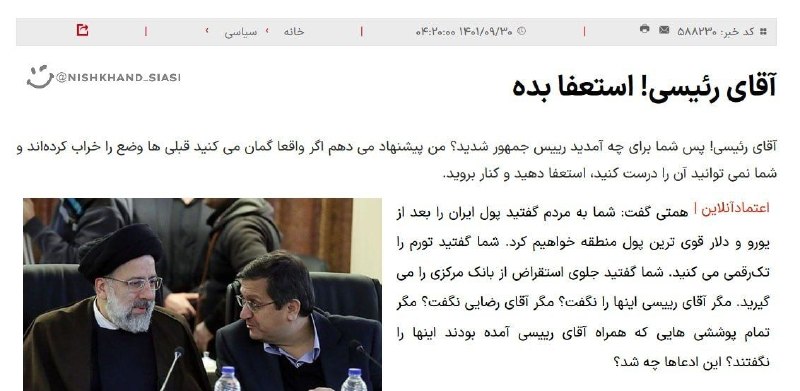 کد خبر: ۵۸۸۲۳۰
۱۴۰۱/۰۹/۳۰ ۰۴:۲۰:۰۰
خانه › سیاسی ›
@NISHKHAND_SIASI
آقای رئیسی! استعفا بده
آقای رئیسی! پس شما برای چه آمدید رییس جمهور شدید؟ من پیشنهاد می دهم اگر واقعا گمان می کنید قبلی ها وضع را خراب کرده‌اند و
شما نمی توانید آن را درست کنید، استعفا دهید و کنار بروید.
اعتمادآنلاین | همتی گفت: شما به مردم گفتید پول ایران را بعد از
یورو و دلار قوی ترین پول منطقه خواهیم کرد. شما گفتید تورم را
تک‌رقمی می کنید. شما گفتید جلوی استقراض از بانک مرکزی را می
گیرید. مگر آقای رییسی اینها را نگفت؟ مگر آقای رضایی نگفت؟ مگر
تمام پوششی هایی که همراه آقای رییسی آمده بودند اینها را
نگفتند؟ این ادعاها چه شد؟